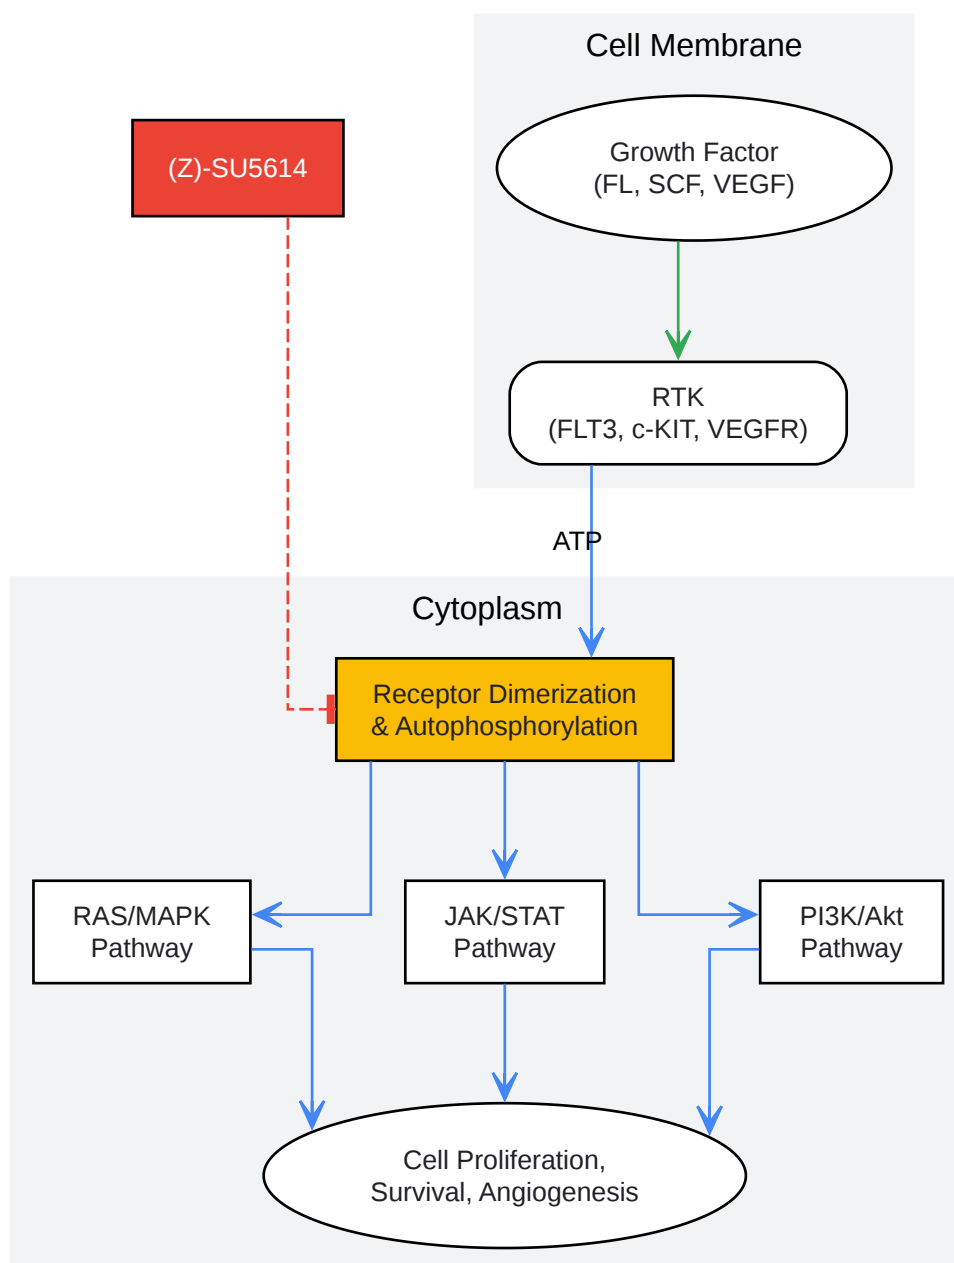 Cell Membrane
(Z)-SU5614
Growth Factor
(FL, SCF, VEGF)
RTK
(FLT3, c-KIT, VEGFR)
ATP
Cytoplasm
Receptor Dimerization
& Autophosphorylation
RAS/MAPK
Pathway
JAK/STAT
Pathway
PI3K/Akt
Pathway
Cell Proliferation,
Survival, Angiogenesis